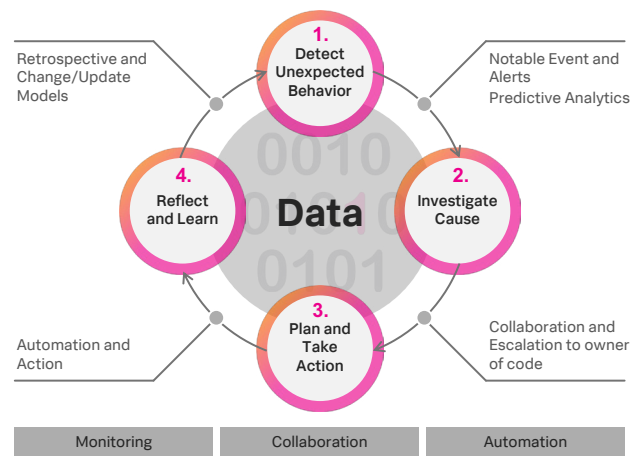 1.
Detect
Unexpected
Behavior
Retrospective and
Change/Update
Models
Notable Event and
Alerts
Predictive Analytics
0010
4.
Reflect
and Learn
01010
Data
2.
Investigate
Cause
0101
3.
Plan and
Take
Action
Automation and
Action
Collaboration and
Escalation to owner
of code
Monitoring
Collaboration
Automation